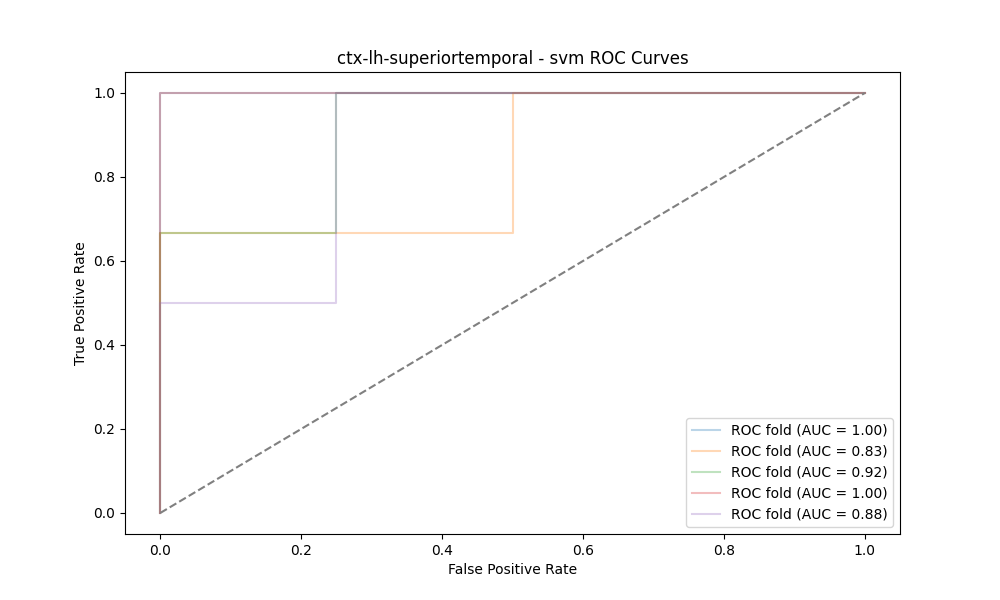 ctx-lh-superiortemporal - svm ROC Curves
True Positive Rate
1.0
0.8
0.6
0.4
0.2
0.0
0.0 0.2 0.4 0.6 0.8 1.0
False Positive Rate
ROC fold (AUC = 1.00)
ROC fold (AUC = 0.83)
ROC fold (AUC = 0.92)
ROC fold (AUC = 1.00)
ROC fold (AUC = 0.88)